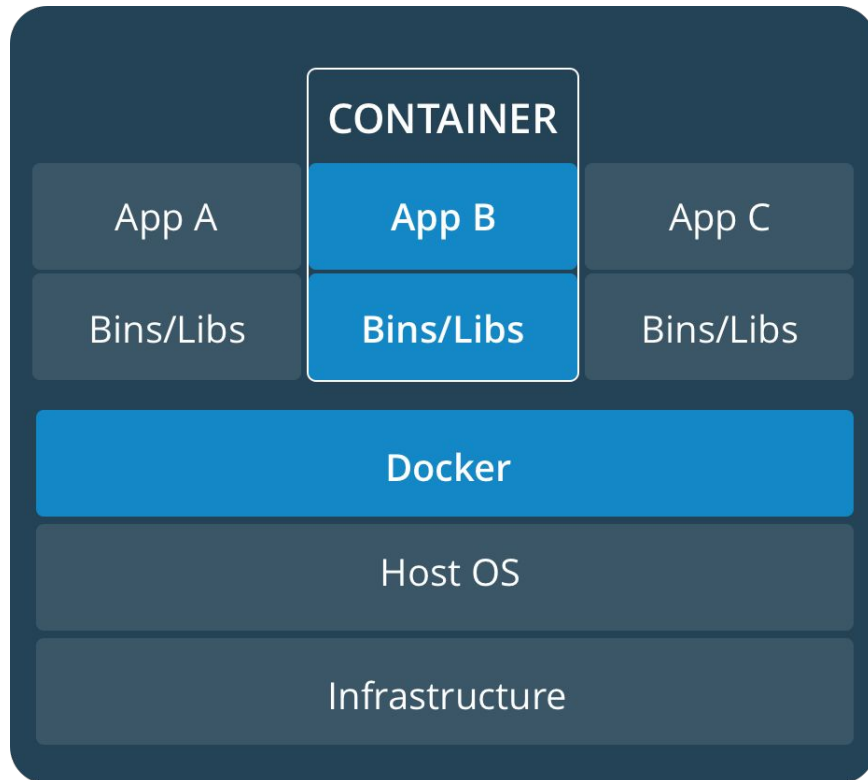 CONTAINER
App A
App B
App C
Bins/Libs
Bins/Libs
Bins/Libs
Docker
Host OS
Infrastructure